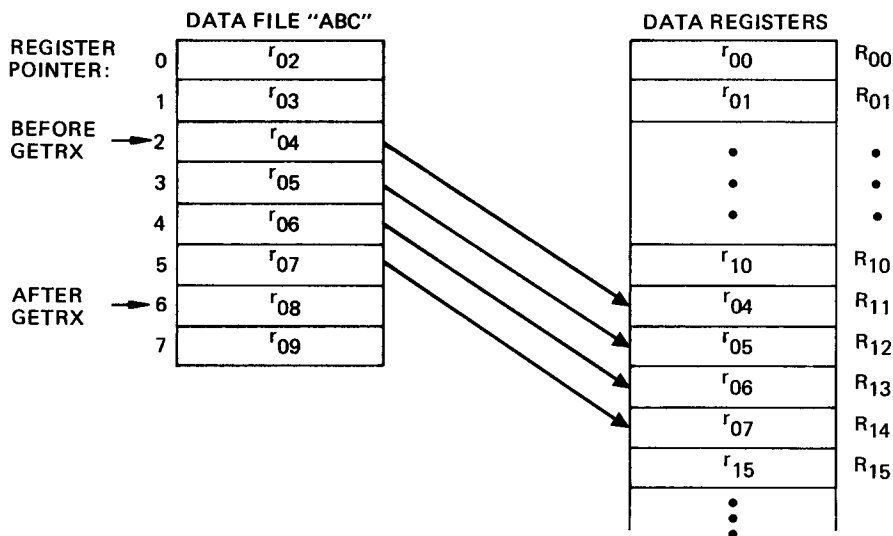 DATA FILE "ABC"
DATA REGISTERS
REGISTER
POINTER:
0 r02
1 r03
BEFORE
GETRX
2 r04
3 r05
4 r06
5 r07
AFTER
GETRX
6 r08
7 r09
r00 R00
r01 R01
r10 R10
r04 R11
r05 R12
r06 R13
r07 R14
r15 R15